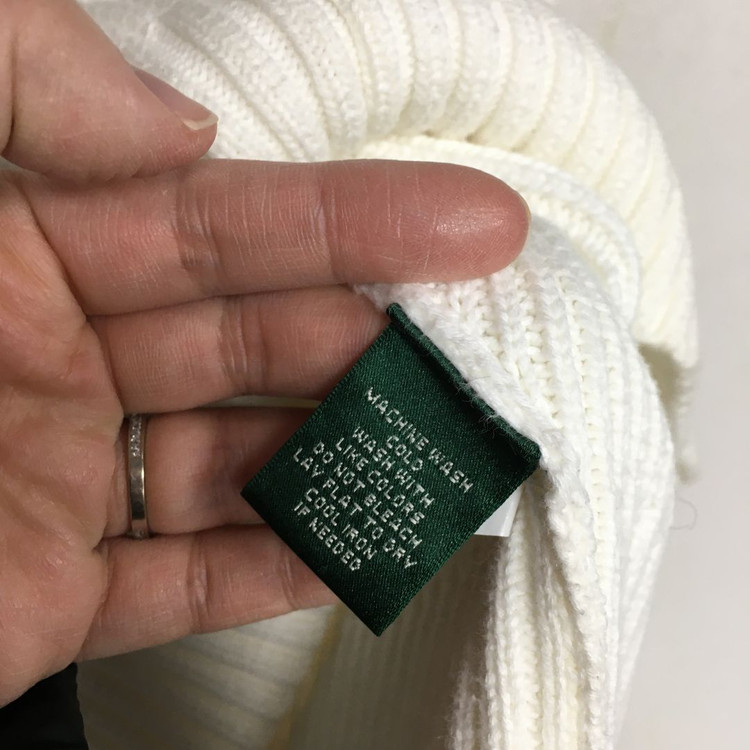 MACHINE WASH
COLD
WASH WITH
LIKE COLORS
DO NOT BLEACH
LAY FLAT TO DRY
COOL IRON
IF NEEDED